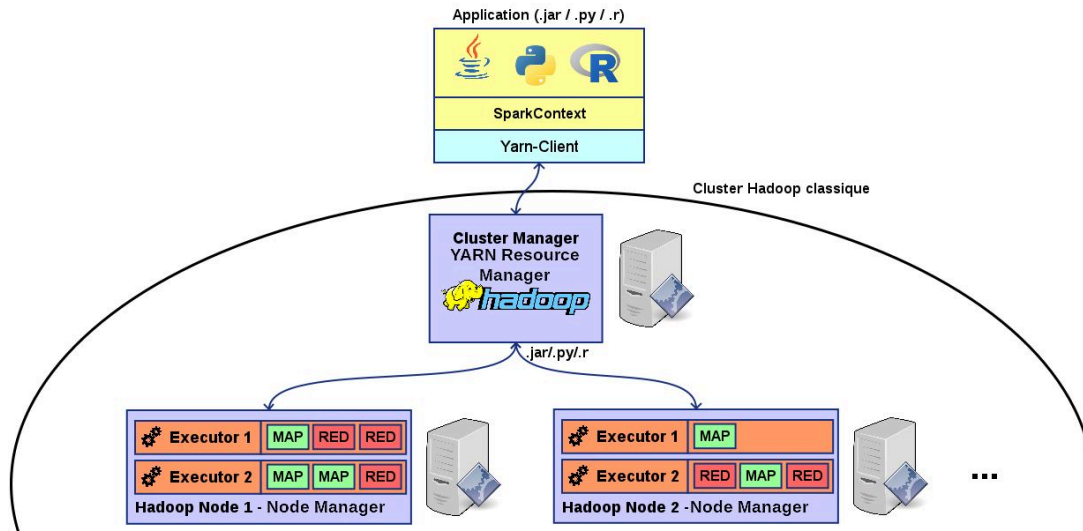 Application (.jar / .py / .r)
R
SparkContext
Yarn-Client
Cluster Hadoop classique
Cluster Manager
YARN Resource
Manager
hadoop
.jar/.py/.r
Executor 1 MAP RED RED
Executor 2 MAP MAP RED
Hadoop Node 1 - Node Manager
Executor 1 MAP
Executor 2 RED MAP RED
Hadoop Node 2 -Node Manager
...